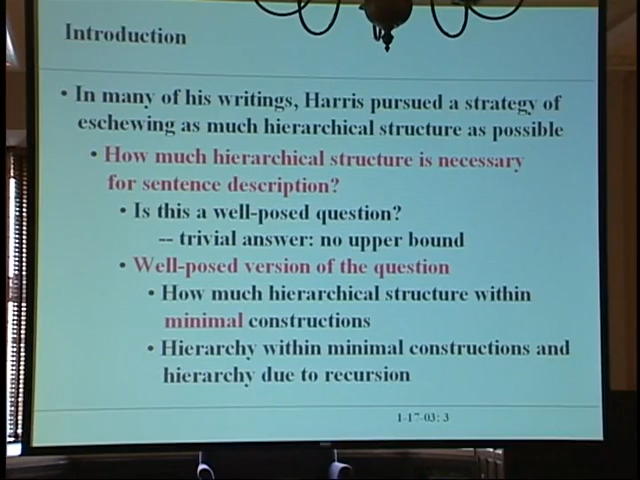 Introduction
• In many of his writings, Harris pursued a strategy of
eschewing as much hierarchical structure as possible
• How much hierarchical structure is necessary
for sentence description?
• Is this a well-posed question?
-- trivial answer: no upper bound
• Well-posed version of the question
• How much hierarchical structure within
minimal constructions
• Hierarchy within minimal constructions and
hierarchy due to recursion
1-17-03: 3